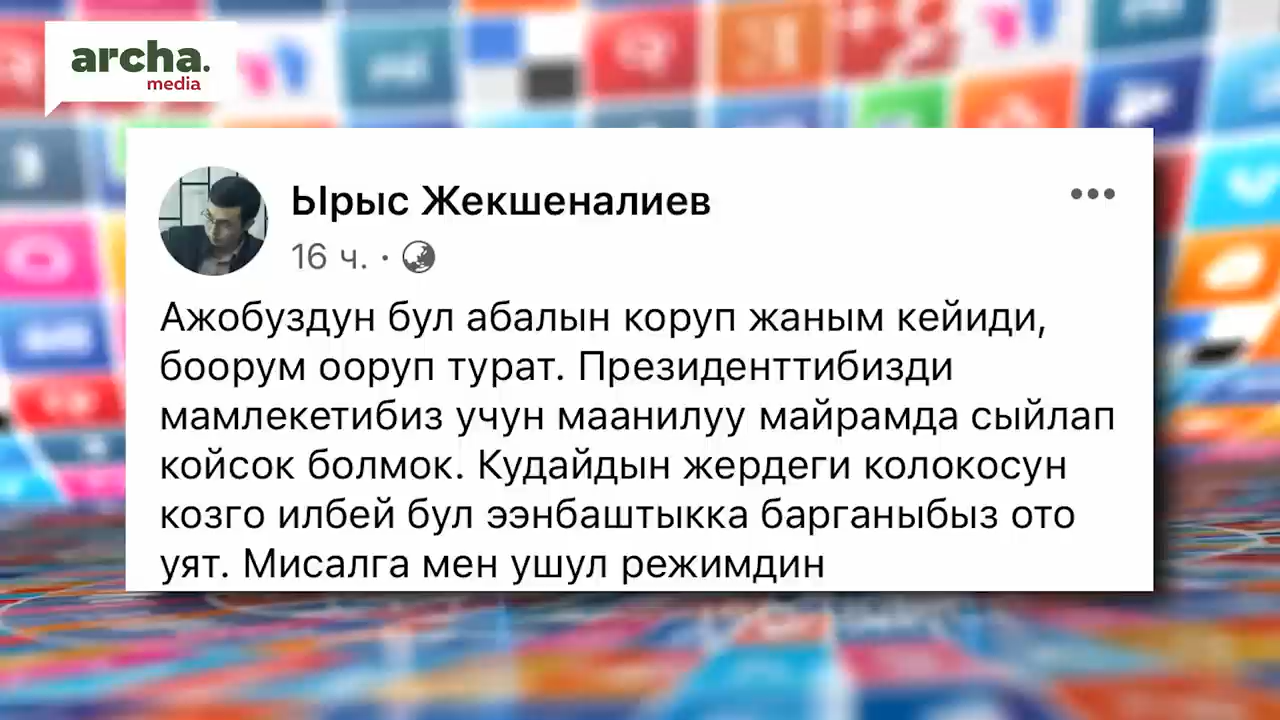 archa.
media
Ырыс Жекшеналиев
16 ч. ·
Ажобуздун бул абалын коруп жаным кейиди,
боорум ооруп турат. Президенттибизди
мамлекетибиз учун маанилуу майрамда сыйлап
койсок болмок. Кудайдын жердеги колокосун
козго илбей бул ээнбаштыкка барганыбыз ото
уят. Мисалга мен ушул режимдин